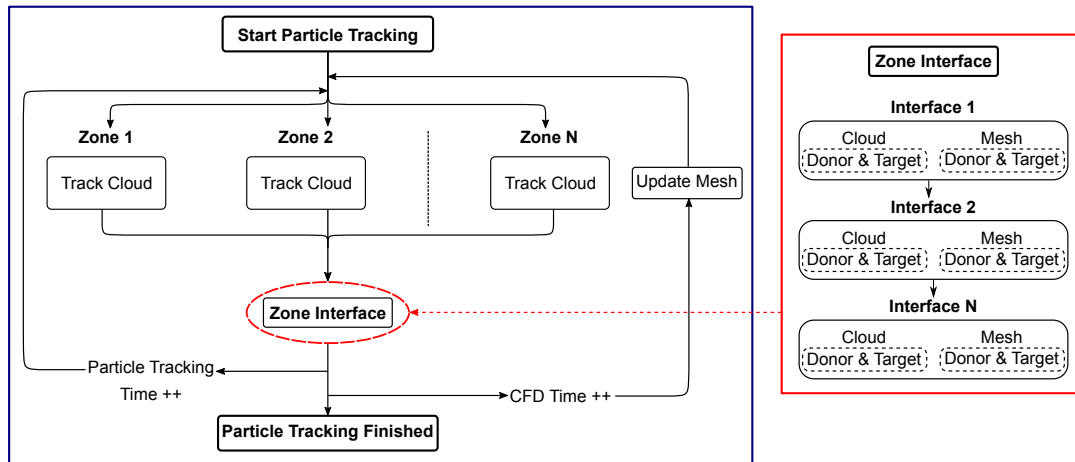 Start Particle Tracking
Zone 1
Zone 2
Zone N
Track Cloud
Track Cloud
Track Cloud
Update Mesh
Zone Interface
Particle Tracking
Time ++
CFD Time ++
Particle Tracking Finished
Zone Interface
Interface 1
Cloud
Mesh
Donor & Target
Donor & Target
Interface 2
Cloud
Mesh
Donor & Target
Donor & Target
Interface N
Cloud
Mesh
Donor & Target
Donor & Target